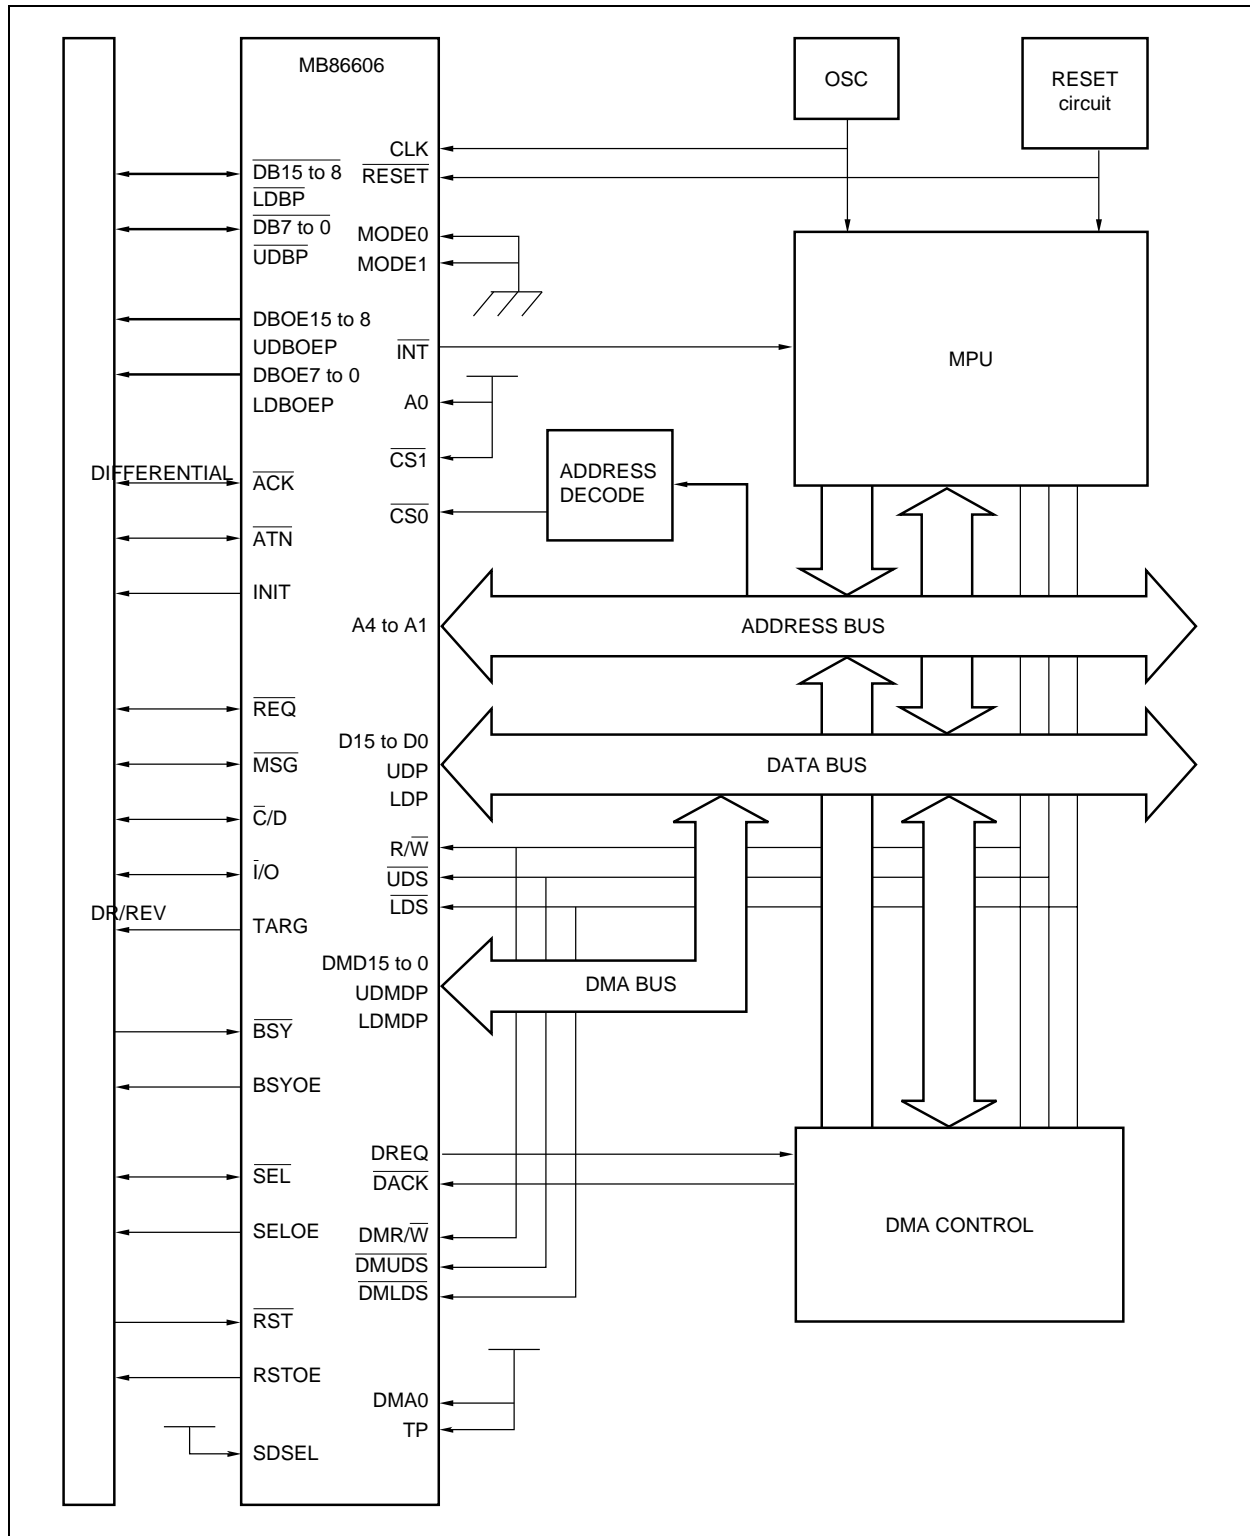 MB86606
OSC
RESET
circuit
CLK
RESET
DB15 to 8
LDBP
DB7 to 0
UDBP
MODE0
MODE1
DBOE15 to 8
UDBOEP
DBOE7 to 0
LDBOEP
INT
MPU
A0
CS1
CS0
ADDRESS
DECODE
DIFFERENTIAL
ACK
ATN
INIT
A4 to A1
ADDRESS BUS
REQ
MSG
C/D
I/O
D15 to D0
UDP
LDP
DATA BUS
R/W
UDS
LDS
DR/REV
TARG
DMD15 to 0
UDMDP
LDMDP
DMA BUS
BSY
BSYOE
DREQ
DACK
SEL
SELOE
DMR/W
DMUDS
DMLDS
DMA CONTROL
RST
RSTOE
DMA0
TP
SDSEL